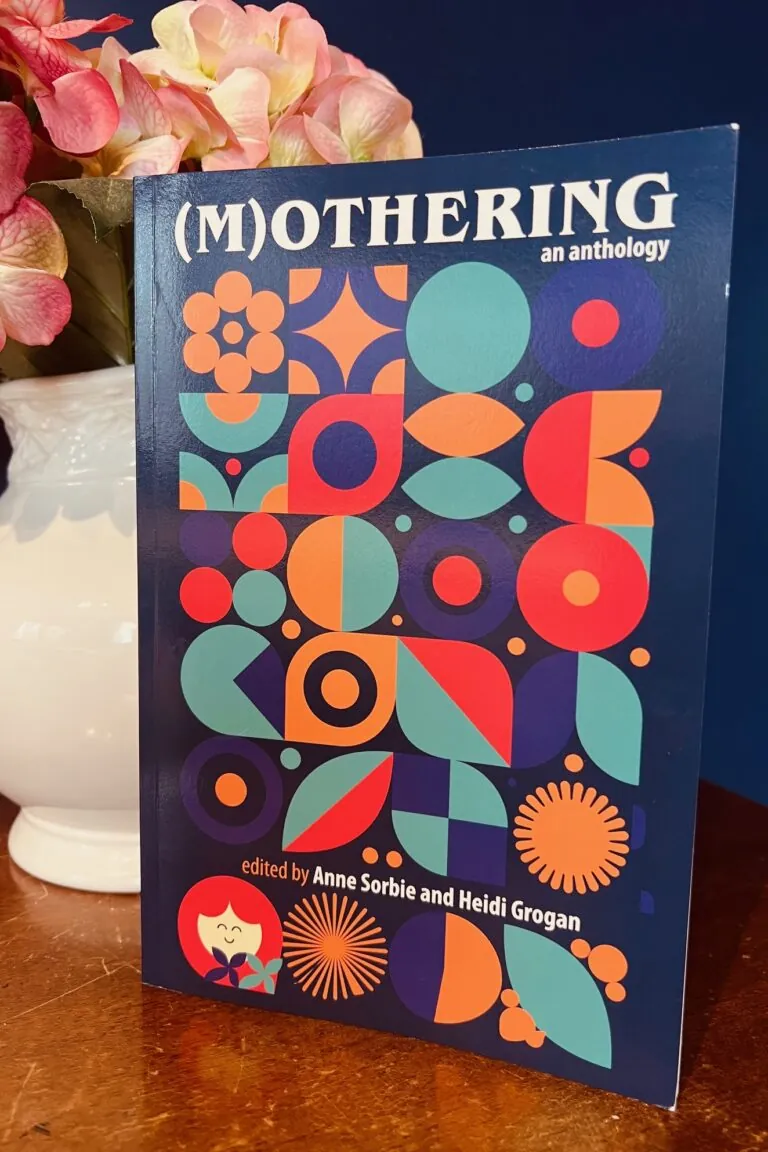 (M)OTHERING
an anthology
edited by Anne Sorbie and Heidi Grogan